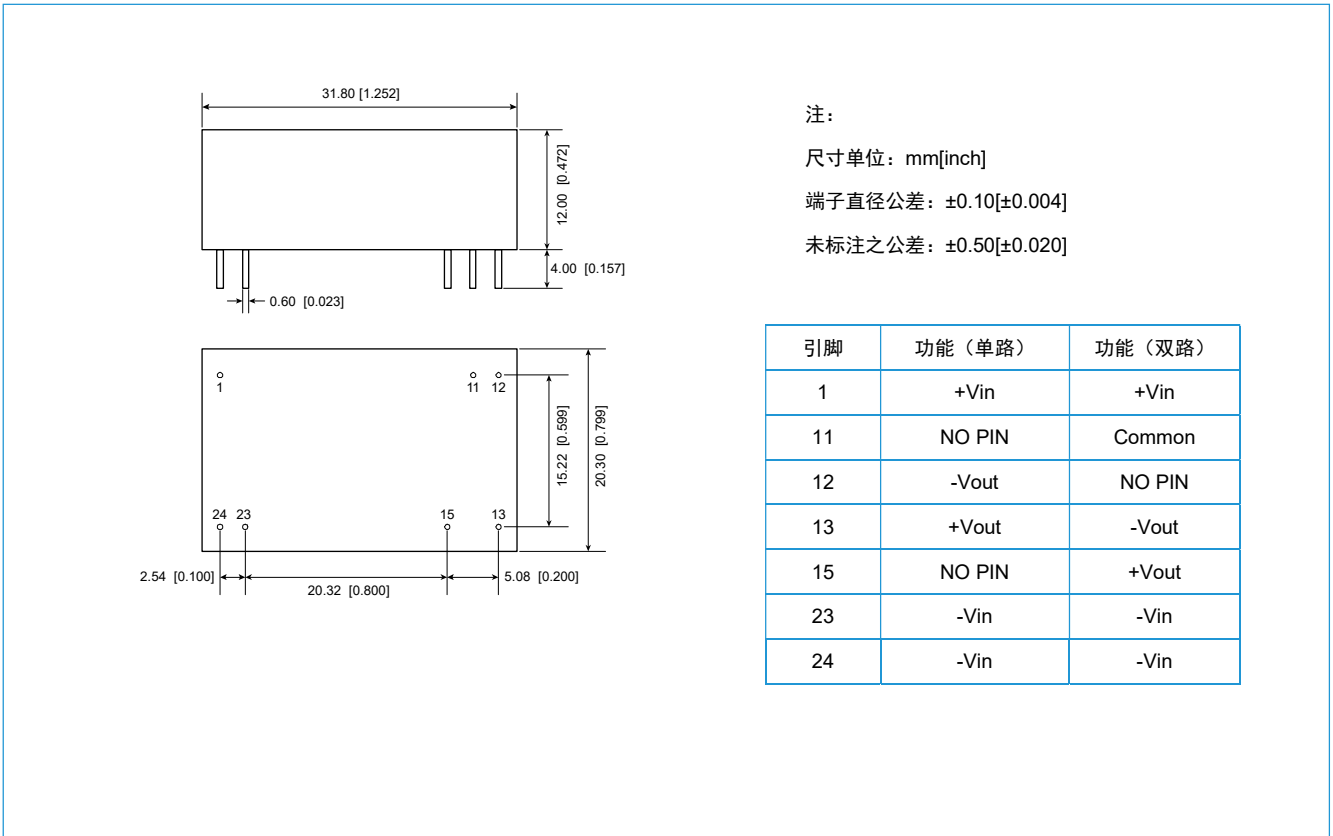 31.80 [1.252]
12.00 [0.472]
4.00 [0.157]
0.60 [0.023]
1
11 12
15.22 [0.599]
20.30 [0.799]
24 23
15
13
2.54 [0.100]
20.32 [0.800]
5.08 [0.200]
注：
尺寸单位：mm[inch]
端子直径公差：±0.10[±0.004]
未标注之公差：±0.50[±0.020]
引脚 功能（单路） 功能（双路）
1 +Vin +Vin
11 NO PIN Common
12 -Vout NO PIN
13 +Vout -Vout
15 NO PIN +Vout
23 -Vin -Vin
24 -Vin -Vin